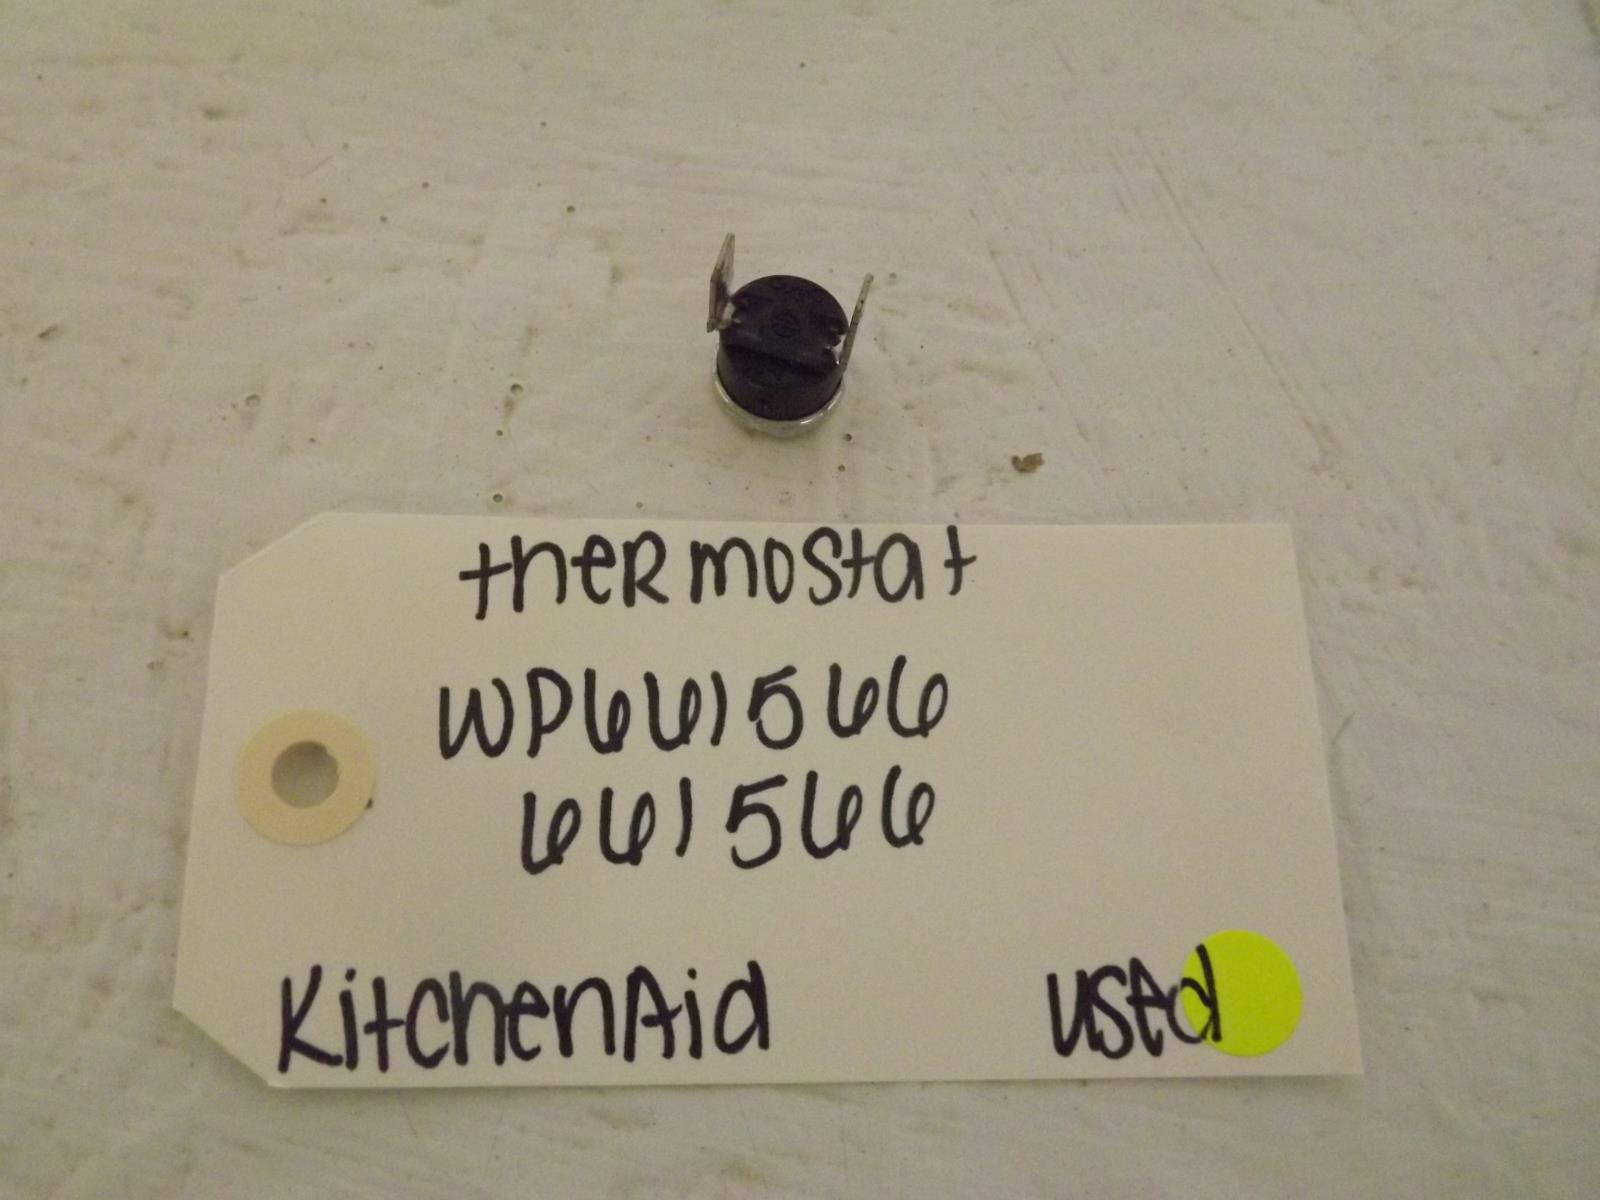 thermostat
WP661566
661566
KitchenAid used